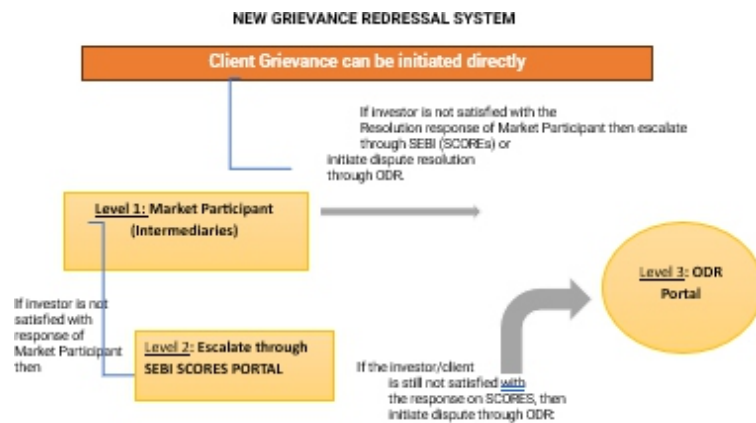 NEW GRIEVANCE REDRESSAL SYSTEM
Client Grievance can be initiated directly
If investor is not satisfied with the
Resolution response of Market Participant then escalate
through SEBI (SCOREs) or
initiate dispute resolution
through ODR.
Level 1: Market Participant
(Intermediaries)
Level 3: ODR
Portal
If investor is not
satisfied with
response of
Market Participant
then
Level 2: Escalate through
SEBI SCORES PORTAL
If the investor/client
is still not satisfied with
the response on SCORES, then
initiate dispute through ODR: